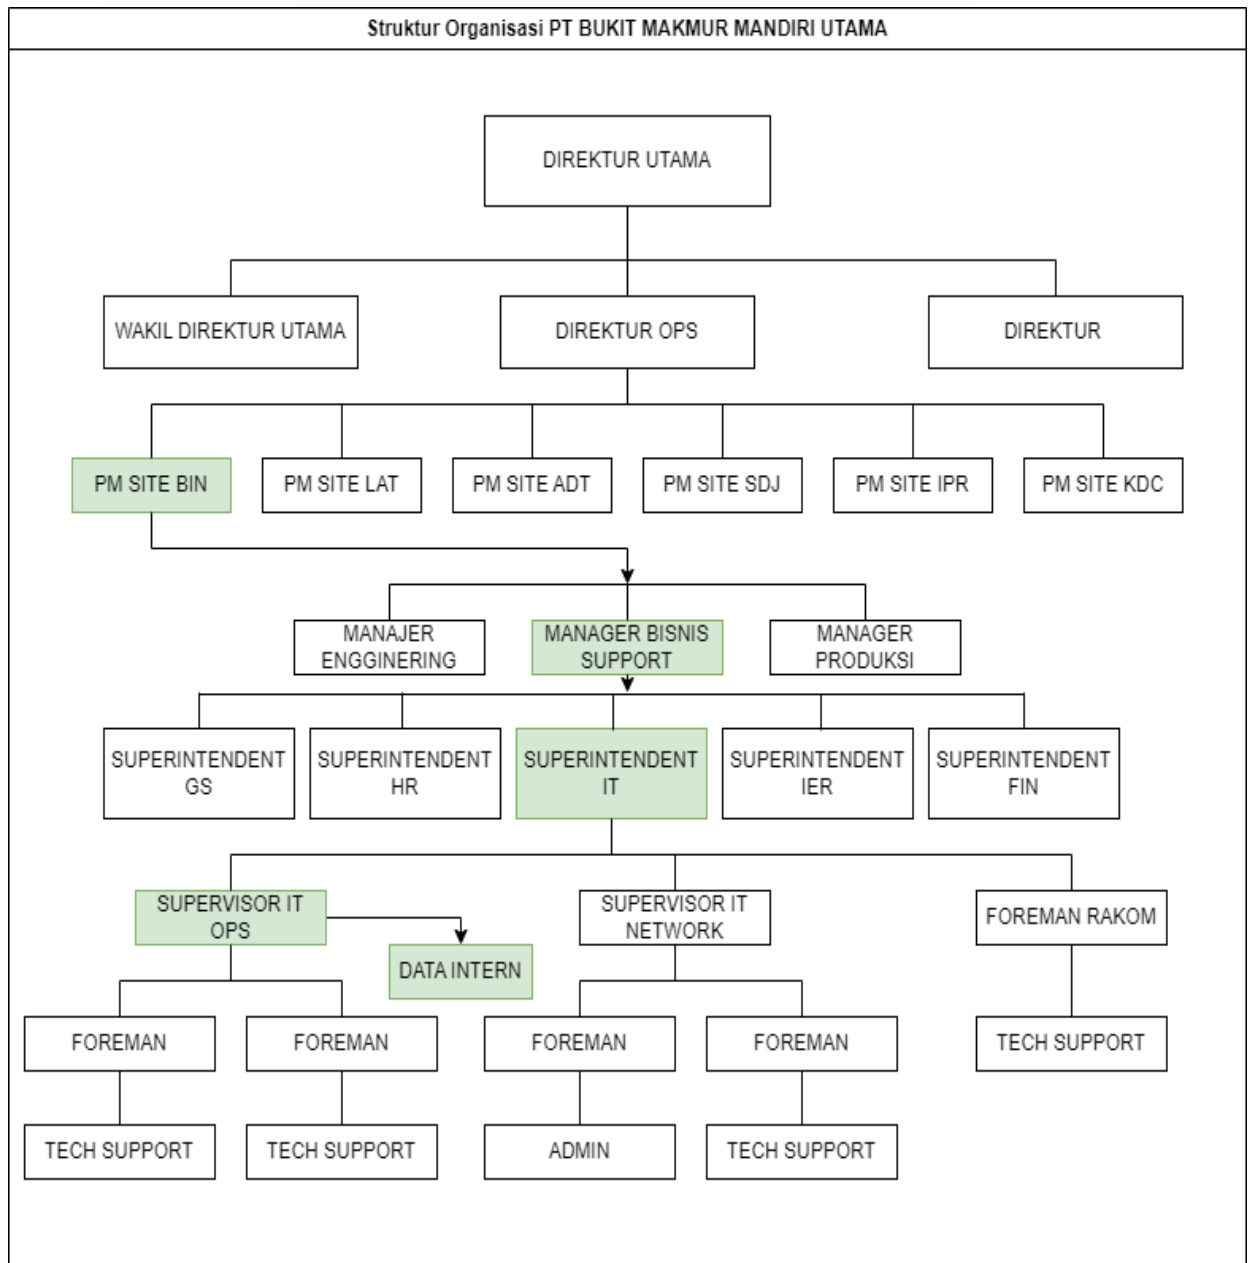 Struktur Organisasi PT BUKIT MAKMUR MANDIRI UTAMA
DIREKTUR UTAMA
WAKIL DIREKTUR UTAMA
DIREKTUR OPS
DIREKTUR
PM SITE BIN
PM SITE LAT
PM SITE ADT
PM SITE SDJ
PM SITE IPR
PM SITE KDC
MANAJER
ENGGINERING
MANAGER BISNIS
SUPPORT
MANAGER
PRODUKSI
SUPERINTENDENT
GS
SUPERINTENDENT
HR
SUPERINTENDENT
IT
SUPERINTENDENT
IER
SUPERINTENDENT
FIN
SUPERVISOR IT
OPS
SUPERVISOR IT
NETWORK
FOREMAN RAKOM
DATA INTERN
FOREMAN
FOREMAN
FOREMAN
FOREMAN
TECH SUPPORT
TECH SUPPORT
TECH SUPPORT
ADMIN
TECH SUPPORT